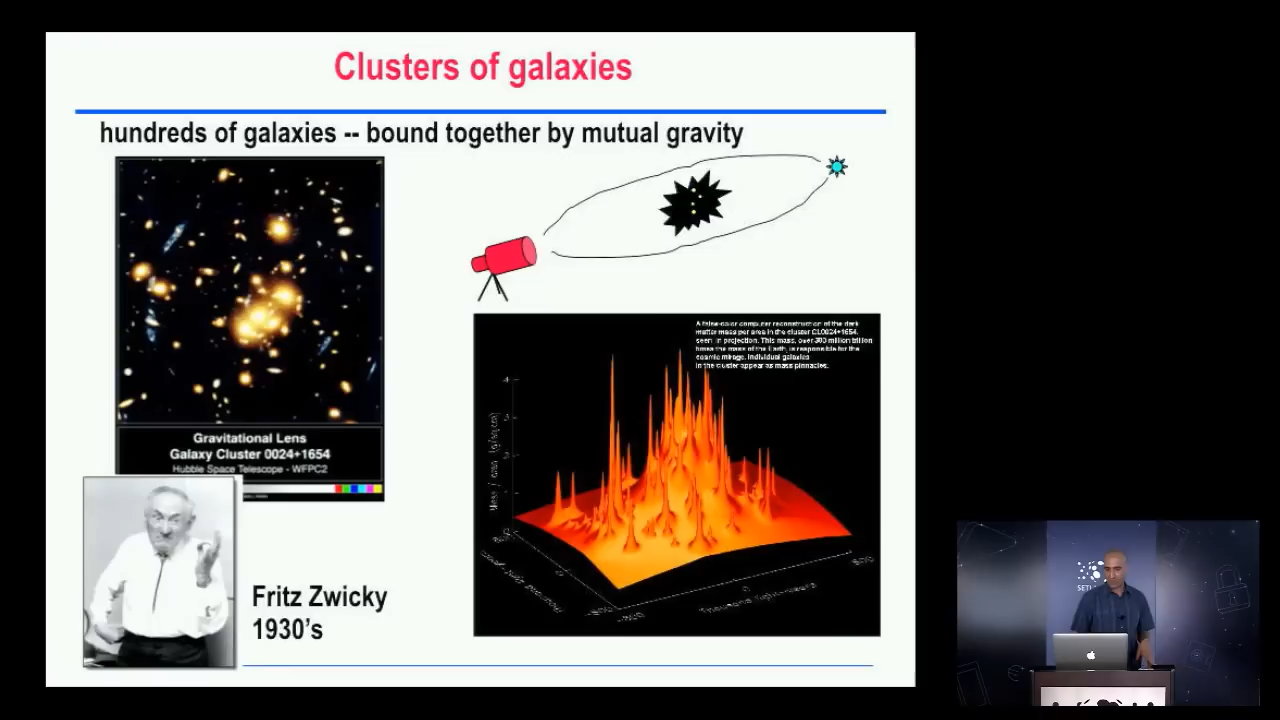 Clusters of galaxies
hundreds of galaxies -- bound together by mutual gravity
Gravitational Lens
Galaxy Cluster 0024+1654
Hubble Space Telescope - WFPC2
Fritz Zwicky
1930's
A false-color computer reconstruction of the dark
matter mass per area in the cluster CL0024+1654,
seen in projection. This mass, over 300 million trillion
times the mass of the Earth, is responsible for the
cosmic mirage. Individual galaxies
in the cluster appear as mass pinnacles.
SETI